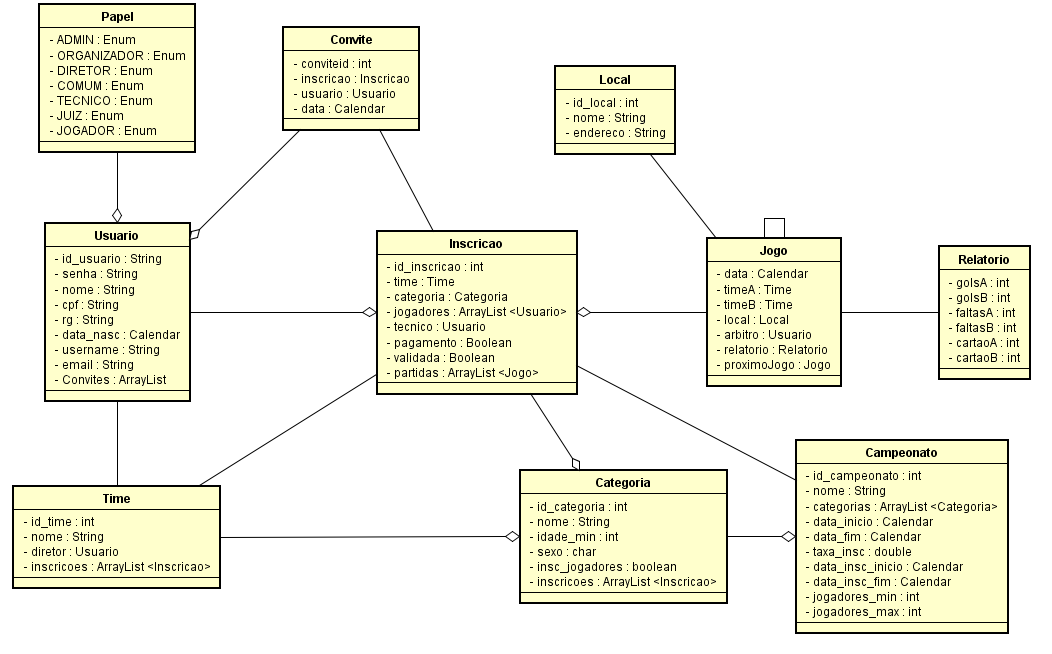 Papel
- ADMIN : Enum
- ORGANIZADOR : Enum
- DIRETOR : Enum
- COMUM : Enum
- TECNICO : Enum
- JUIZ : Enum
- JOGADOR : Enum
Convite
- conviteid : int
- inscricao : Inscricao
- usuario : Usuario
- data : Calendar
Local
- id_local : int
- nome : String
- endereco : String
Usuario
- id_usuario : String
- senha : String
- nome : String
- cpf : String
- rg : String
- data_nasc : Calendar
- username : String
- email : String
- Convites : ArrayList
Inscricao
- id_inscricao : int
- time : Time
- categoria : Categoria
- jogadores : ArrayList <Usuario>
- tecnico : Usuario
- pagamento : Boolean
- validada : Boolean
- partidas : ArrayList <Jogo>
Jogo
- data : Calendar
- timeA : Time
- timeB : Time
- local : Local
- arbitro : Usuario
- relatorio : Relatorio
- proximoJogo : Jogo
Relatorio
- golsA : int
- golsB : int
- faltasA : int
- faltasB : int
- cartaoA : int
- cartaoB : int
Time
- id_time : int
- nome : String
- diretor : Usuario
- inscricoes : ArrayList <Inscricao>
Categoria
- id_categoria : int
- nome : String
- idade_min : int
- sexo : char
- insc_jogadores : boolean
- inscricoes : ArrayList <Inscricao>
Campeonato
- id_campeonato : int
- nome : String
- categorias : ArrayList <Categoria>
- data_inicio : Calendar
- data_fim : Calendar
- taxa_insc : double
- data_insc_inicio : Calendar
- data_insc_fim : Calendar
- jogadores_min : int
- jogadores_max : int